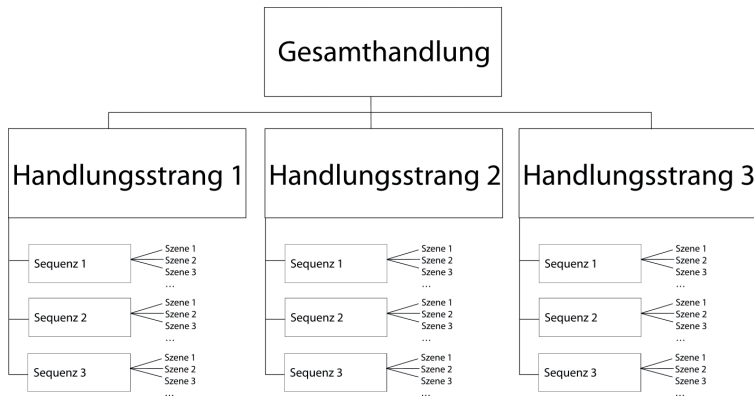 Gesamthandlung
Handlungsstrang 1
Handlungsstrang 2
Handlungsstrang 3
Sequenz 1
Szene 1
Szene 2
Szene 3
...
Sequenz 2
Szene 1
Szene 2
Szene 3
...
Sequenz 3
Szene 1
Szene 2
Szene 3
...
Sequenz 1
Szene 1
Szene 2
Szene 3
...
Sequenz 2
Szene 1
Szene 2
Szene 3
...
Sequenz 3
Szene 1
Szene 2
Szene 3
...
Sequenz 1
Szene 1
Szene 2
Szene 3
...
Sequenz 2
Szene 1
Szene 2
Szene 3
...
Sequenz 3
Szene 1
Szene 2
Szene 3
...